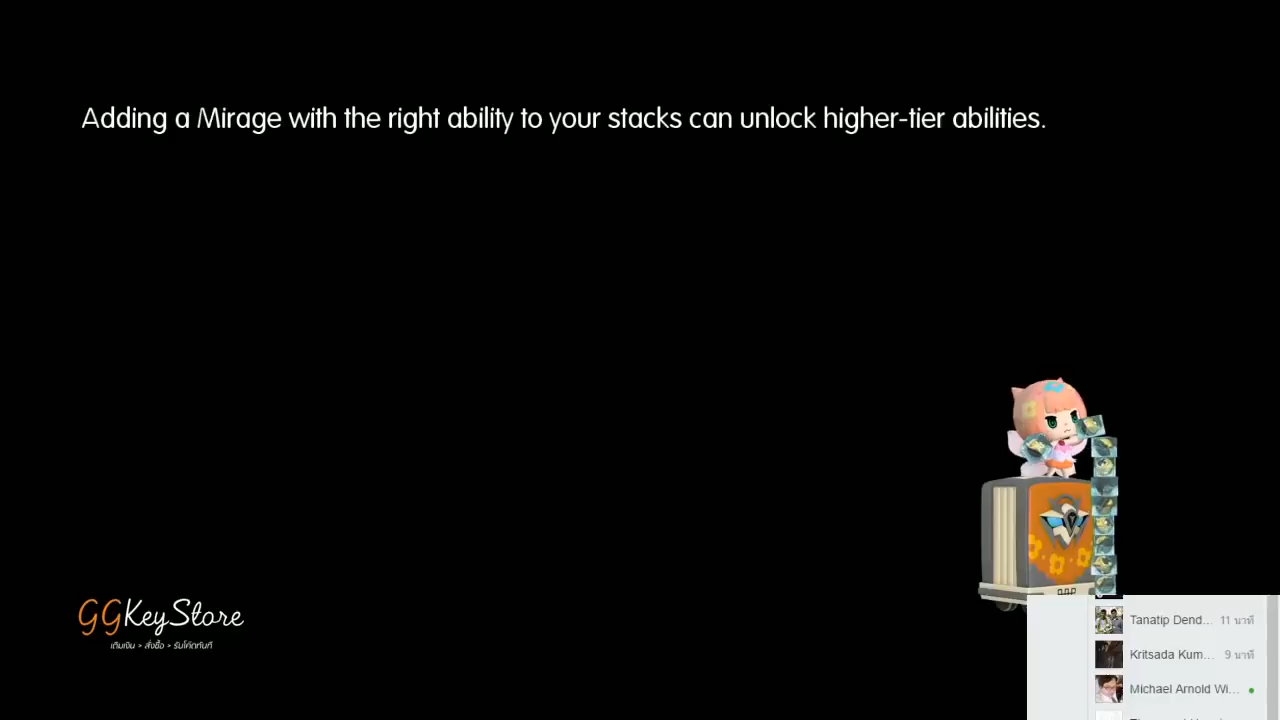 Adding a Mirage with the right ability to your stacks can unlock higher-tier abilities.
GGKeyStore
เติมเงิน > สั่งซื้อ > รับโค้ดทันที
Tanatip Dend... 11 นาที
Kritsada Kum... 9 นาที
Michael Arnold Wi...